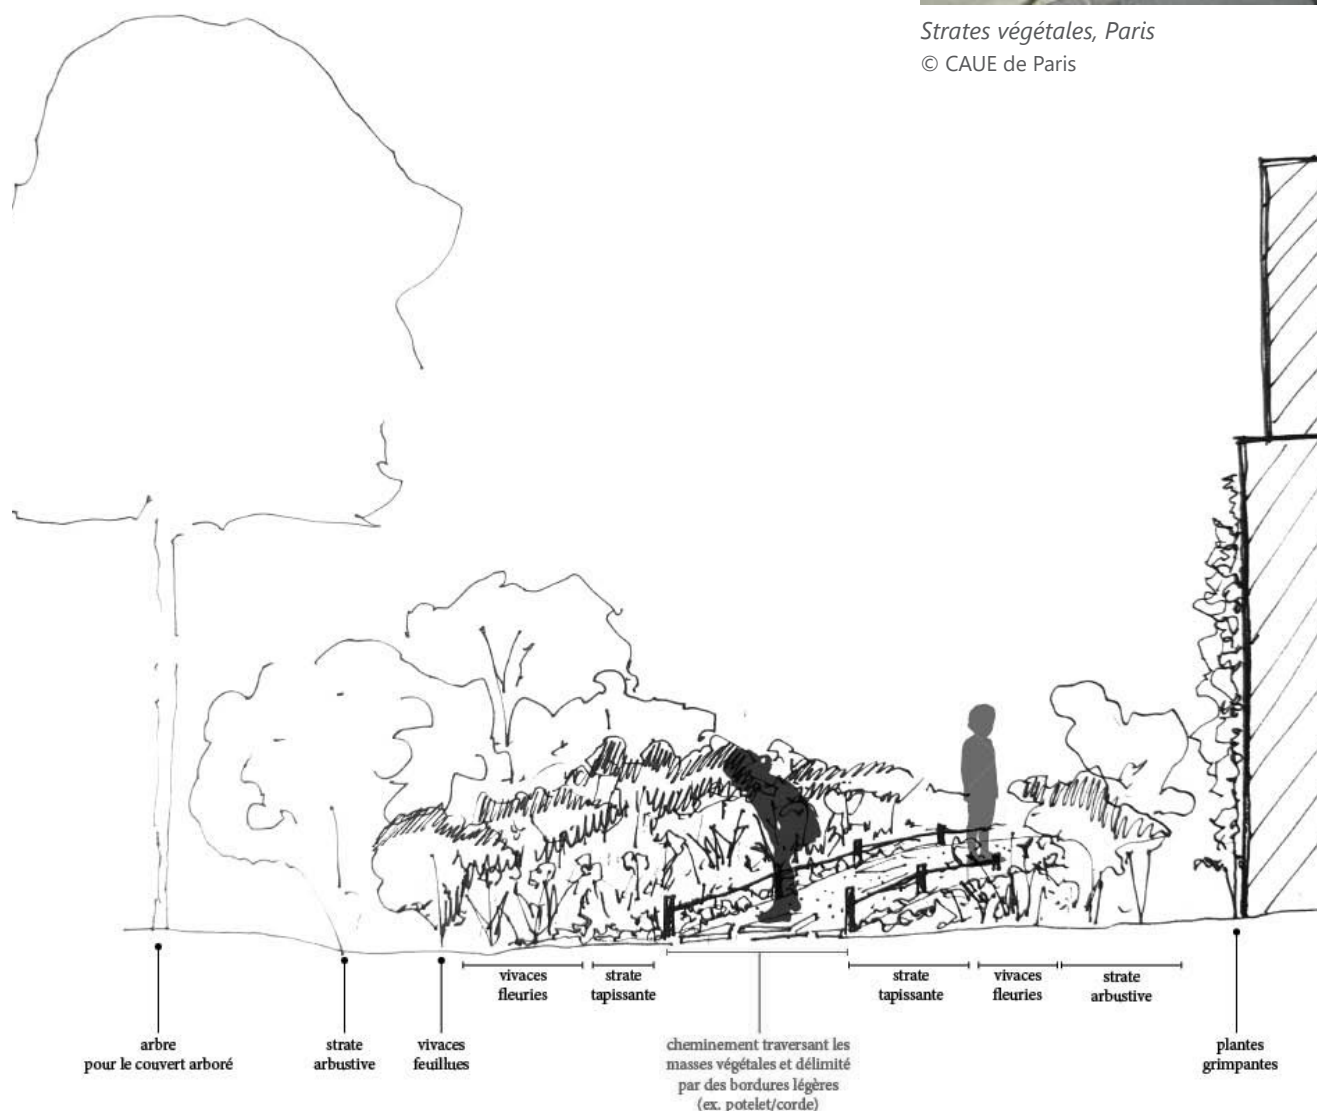 Strates végétales, Paris
© CAUE de Paris
vivaces
fleuries
strate
tapissante
strate
tapissante
vivaces
fleuries
strate
arbustive
arbre
pour le couvert arboré
strate
arbustive
vivaces
feuillues
cheminement traversant les
masses végétales et délimité
par des bordures légères
(ex. potelet/corde)
plantes
grimpantes